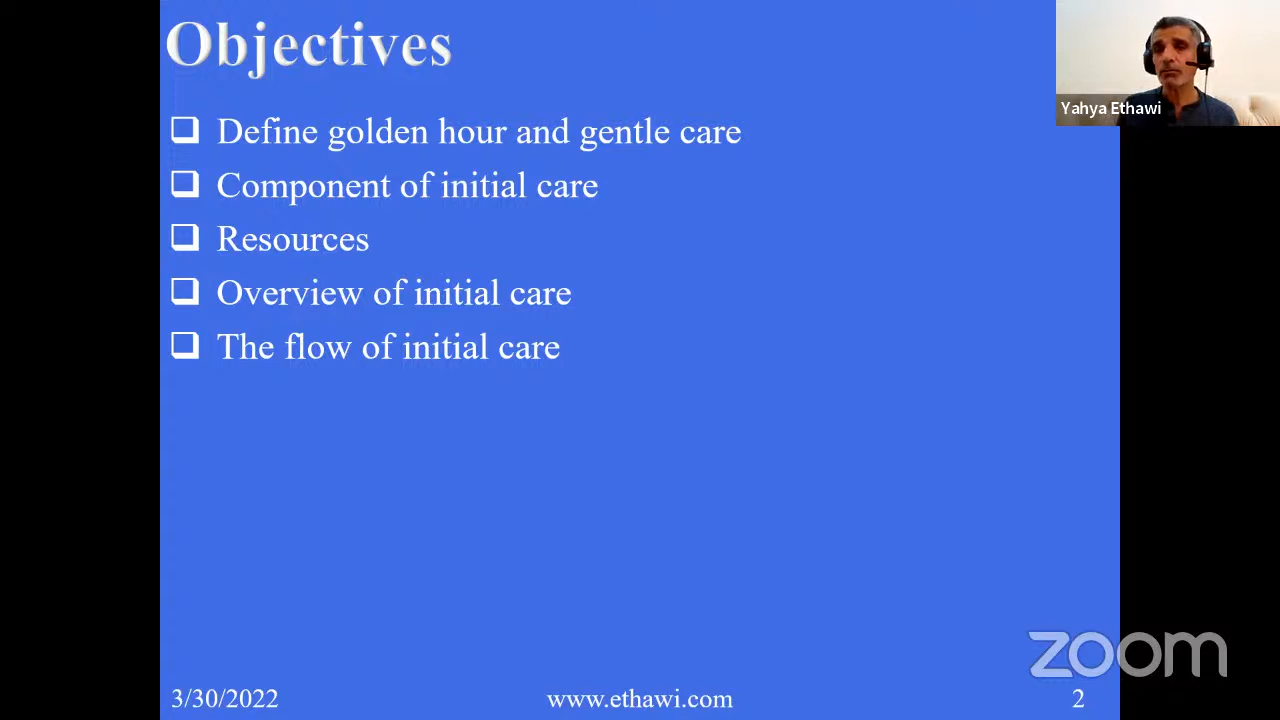 Objectives
Yahya Ethawi
Define golden hour and gentle care
Component of initial care
Resources
Overview of initial care
The flow of initial care
zoom
3/30/2022
www.ethawi.com
2